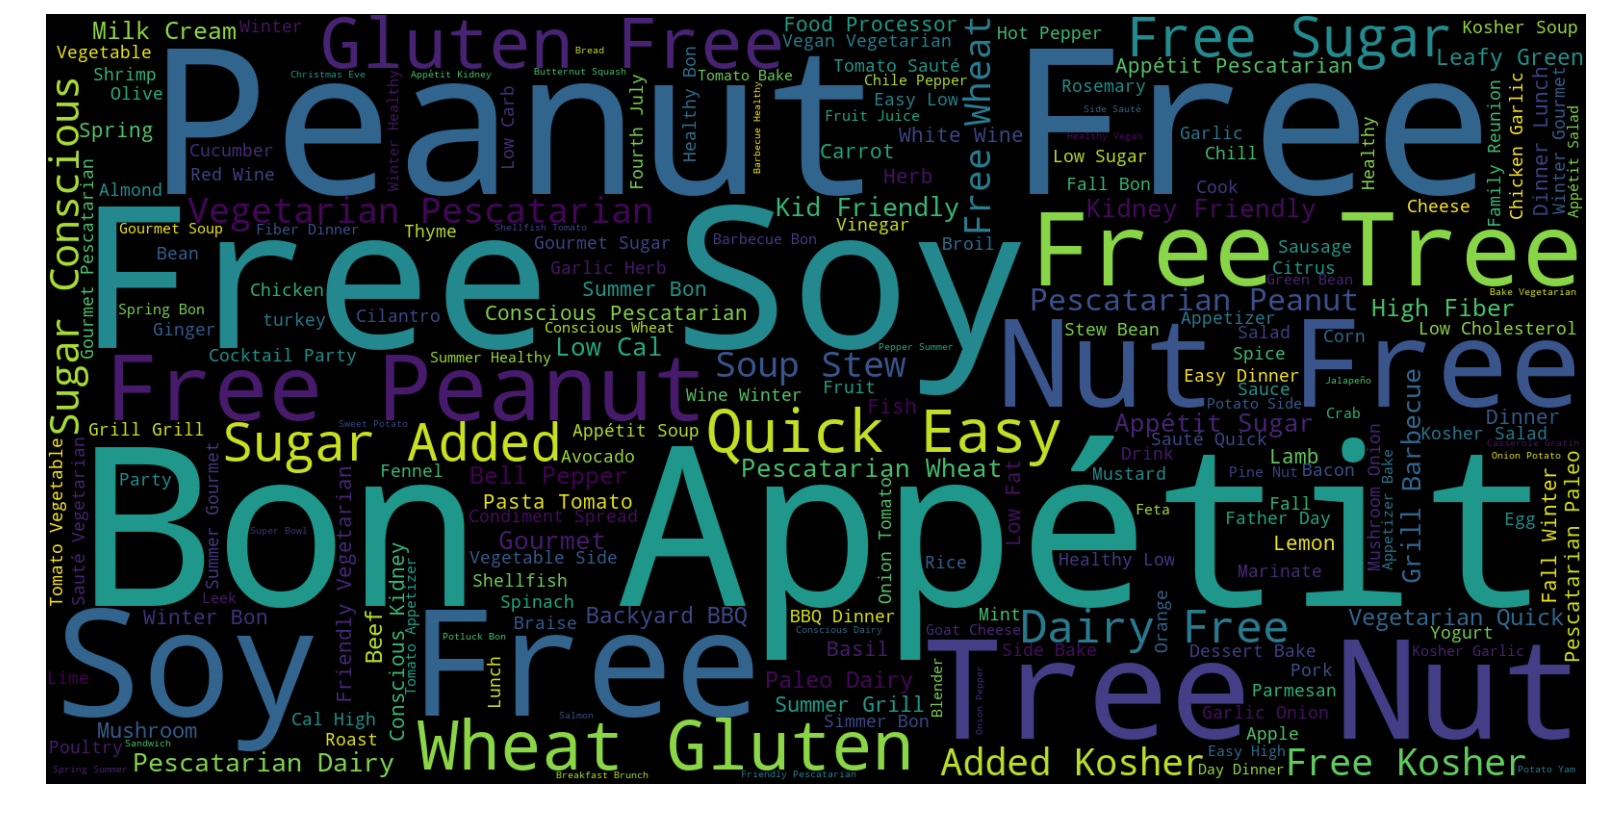 Milk Cream
Winter
Gluten Free
Food Processor
Free Sugar
Kosher Soup
Vegetable
Bread
Vegan Vegetarian
Hot Pepper
Leafy Green
Shrimp
Christmas Eve
Appétit Kidney
Butternut Squash
Tomato Bake
Tomato Sauté
Chile Pepper
Appétit Pescatarian
Olive
Peanut Free
Easy Low
Rosemary
Fruit Juice
Side Sauté
Spring
White Wine
Healthy Vegan
Garlic
Cucumber
Carrot
Low Sugar
Chill
Red Wine
Herb
Fall Bon
Cook
Almond
Sugar Conscious
Gourmet Pescatarian
Winter Healthy
Low Carb
Fourth July
Healthy Bon
Barbecue Healthy
Free Wheat
Healthy
Family Reunion
Chicken Garlic
Dinner Lunch
Winter Gourmet
Appétit Salad
Vegetarian Pescatarian
Kid Friendly
Kidney Friendly
Cheese
Gourmet Soup
Fiber Dinner
Thyme
Shellfish Tomato
Vinegar
Free Soy
Free Tree
Bean
Gourmet Sugar
Barbecue Bon
Broil
Sausage
Garlic Herb
Citrus
Chicken
Summer Bon
Green Bean
Spring Bon
turkey
Cilantro
Conscious Pescatarian
Pescatarian Peanut
High Fiber
Bake Vegetarian
Ginger
Conscious Wheat
Stew Bean
Appetizer
Salad
Corn
Low Cholesterol
Cocktail Party
Summer Healthy
Low Cal
Pepper Summer
Nut Free
Spice
Free Peanut
Soup Stew
Easy Dinner
Jalapeño
Wine Winter
Fruit
Sauce
Fish
Potato Side
Sweet Potato
Crab
Dinner
Grill Grill
Sugar Added
Appétit Soup
Quick Easy
Appétit Sugar
Sauté Quick
Kosher Salad
Casserole Gratin
Avocado
Drink
Lamb
Onion Potato
Fennel
Bell Pepper
Pescatarian Wheat
Mustard
Pine Nut
Bacon
Party
Pasta Tomato
Bon Appétit
Feta
Fall
Condiment Spread
Father Day
Egg
Super Bowl
Gourmet
Lemon
Vegetable Side
Rice
Healthy Low
Marinate
Shellfish
Leek
Spinach
Tomato Vegetable
Sauté Vegetarian
Summer Gourmet
Friendly Vegetarian
Conscious Kidney
Tomato Appetizer
Onion Tomato
Low Fat
Mushroom Onion
Appetizer Bake
Grill Barbecue
Fall Winter
Pescatarian Paleo
Winter Bon
Beef
Braise
Backyard BBQ
BBQ Dinner
Mint
Dairy Free
Orange
Vegetarian Quick
Soy Free
Potluck Bon
Conscious Dairy
Goat Cheese
Yogurt
Basil
Side Bake
Dessert Bake
Kosher Garlic
Lime
Lunch
Paleo Dairy
Tree Nut
Pork
Blender
Onion Pepper
Parmesan
Summer Grill
Garlic Onion
Cal High
Salmon
Simmer Bon
Mushroom
Roast
Apple
Poultry
Sandwich
Wheat Gluten
Easy High
Pescatarian Dairy
Added Kosher
Free Kosher
Spring Summer
Breakfast Brunch
Friendly Pescatarian
Day Dinner
Potato Yam